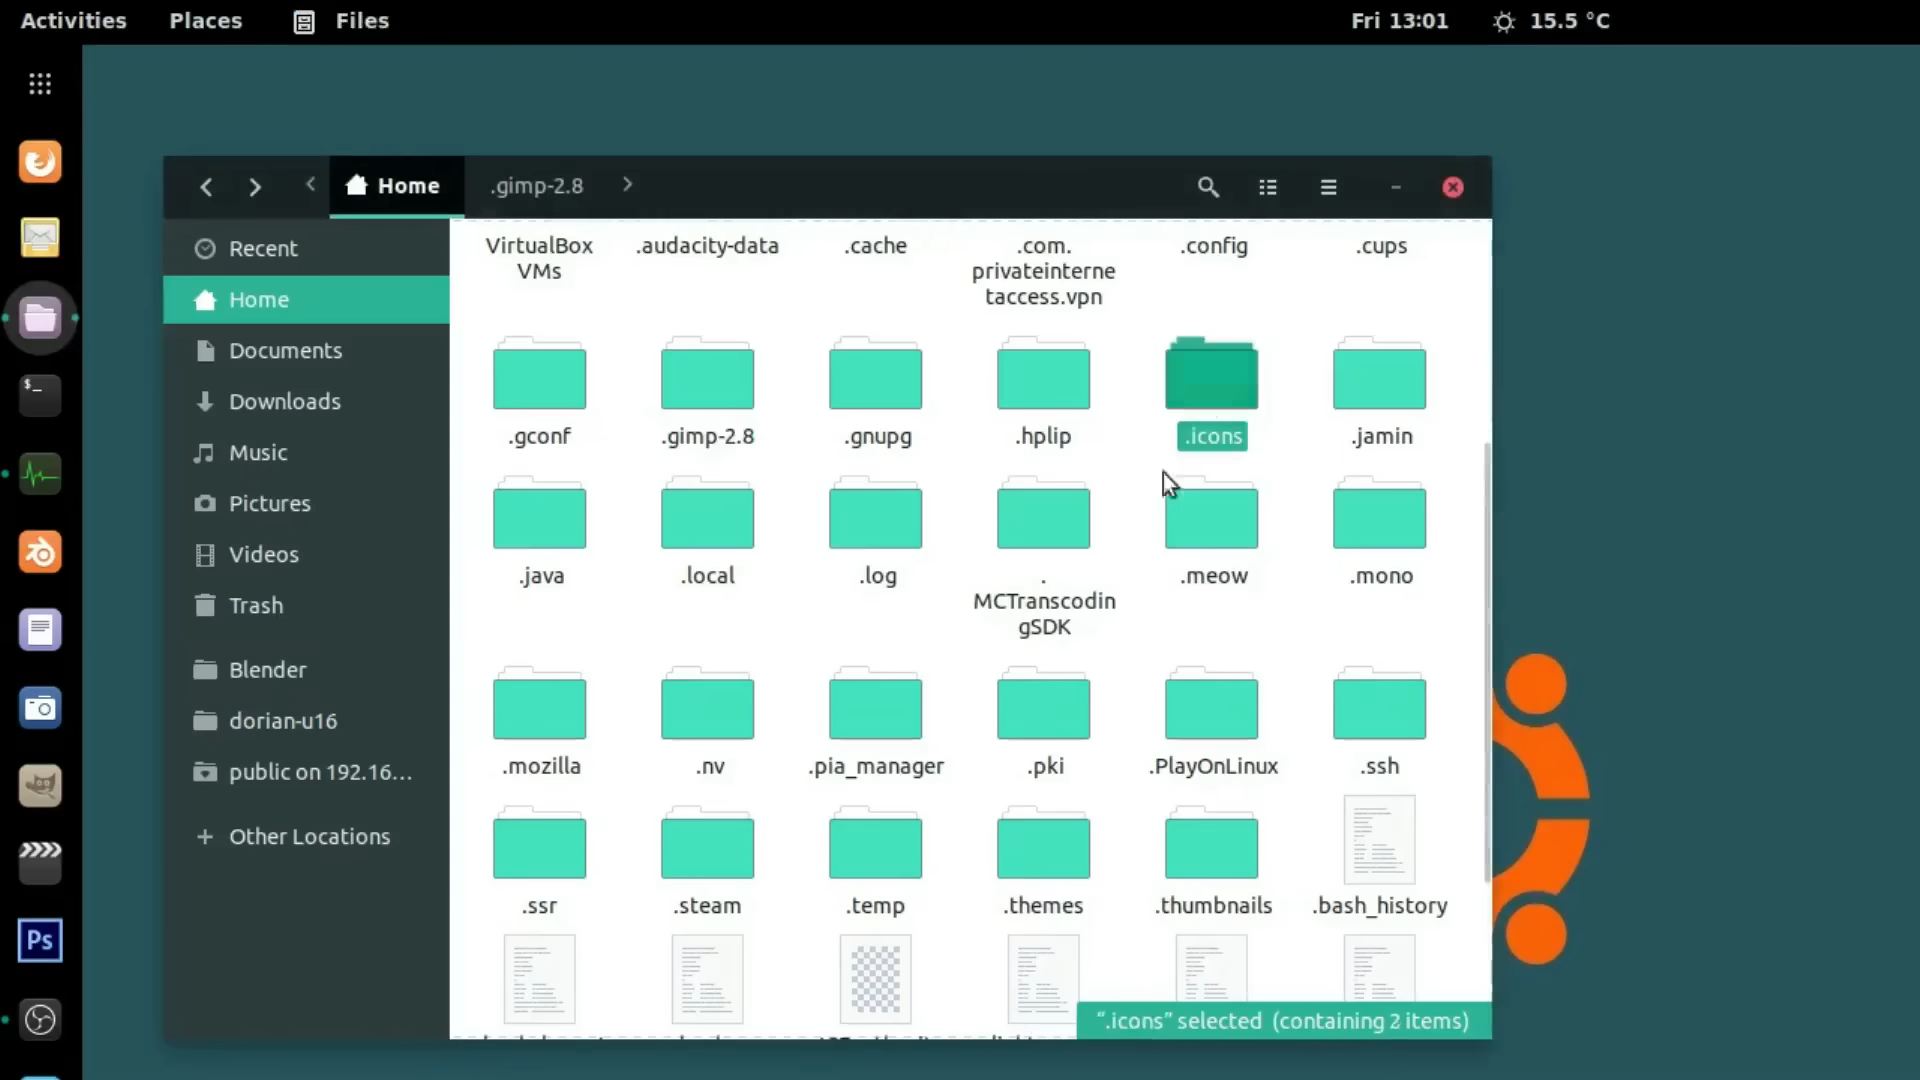 Activities Places Files Fri 13:01 15.5 °C
Home .gimp-2.8
Recent
Home
Documents
Downloads
Music
Pictures
Videos
Trash
Blender
dorian-u16
public on 192.16...
Other Locations
VirtualBox
VMs
.audacity-data
.cache
.com.
privateinterne
taccess.vpn
.config
.cups
.gconf
.gimp-2.8
.gnupg
.hplip
.icons
.jamin
.java
.local
.log
.
MCTranscodin
gSDK
.meow
.mono
.mozilla
.nv
.pia_manager
.pki
.PlayOnLinux
.ssh
.ssr
.steam
.temp
.themes
.thumbnails
.bash_history
“.icons” selected (containing 2 items)
$_
Ps